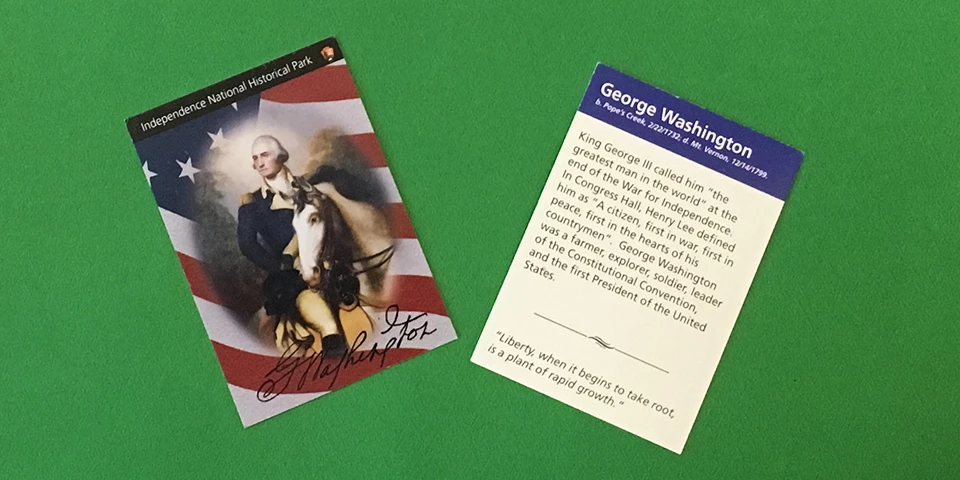 Independence National Historical Park
G Washington
George Washington
b. Pope's Creek, 2/22/1732. d. Mt. Vernon, 12/14/1799.
King George III called him "the
greatest man in the world" at the
end of the War for Independence.
In Congress Hall, Henry Lee defined
him as "A citizen, first in war, first in
peace, first in the hearts of his
countrymen". George Washington
was a farmer, explorer, soldier, leader
of the Constitutional Convention,
and the first President of the United
States.
"Liberty, when it begins to take root,
is a plant of rapid growth. "